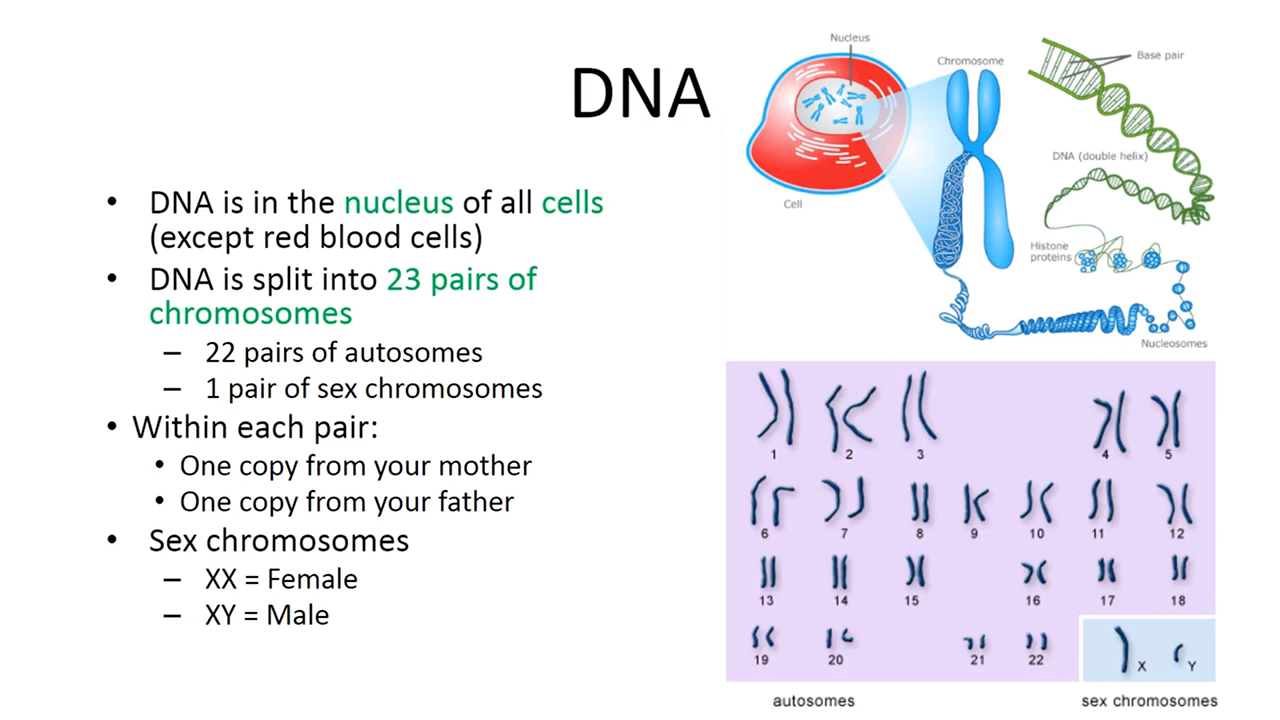 DNA
• DNA is in the nucleus of all cells
(except red blood cells)
• DNA is split into 23 pairs of
chromosomes
– 22 pairs of autosomes
– 1 pair of sex chromosomes
• Within each pair:
• One copy from your mother
• One copy from your father
• Sex chromosomes
– XX = Female
– XY = Male
Nucleus
Chromosome
Base pair
DNA (double helix)
Cell
Histone
proteins
Nucleosomes
1 2 3 4 5
6 7 8 9 10 11 12
13 14 15 16 17 18
19 20 21 22 X Y
autosomes sex chromosomes